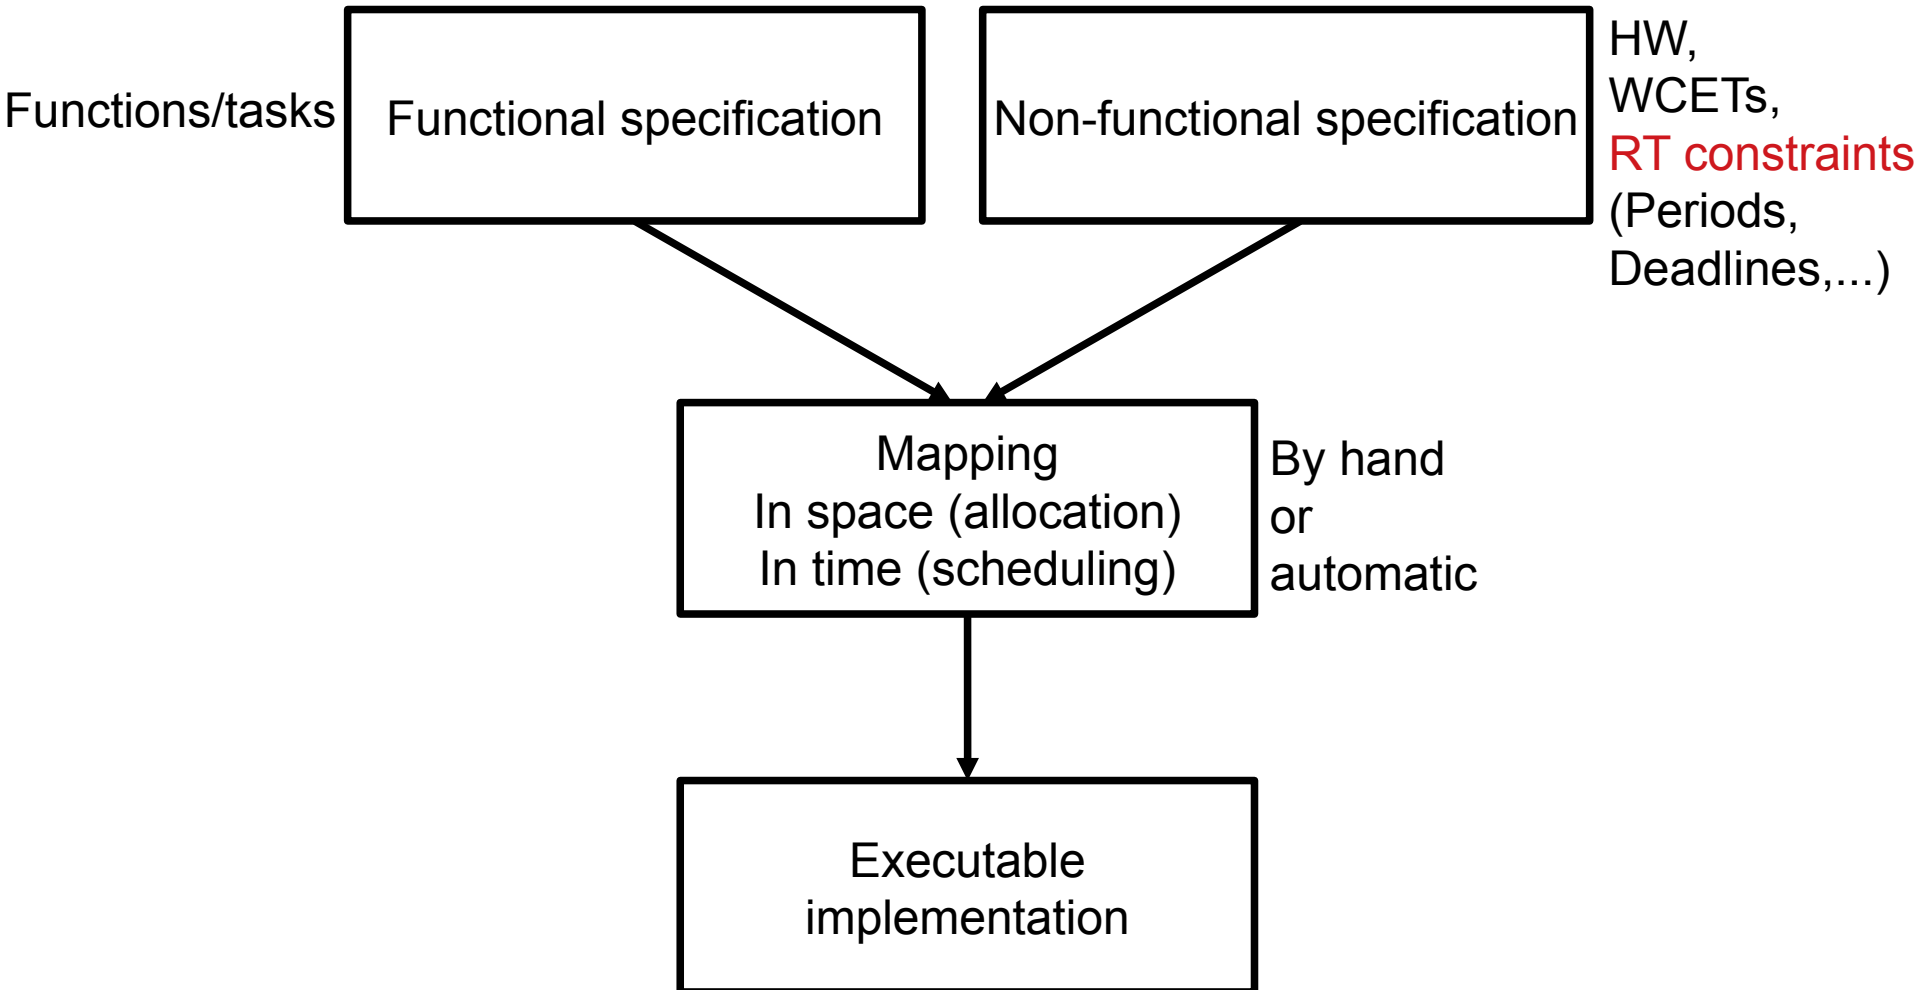 Functions/tasks
Functional specification
Non-functional specification
HW,
WCETs,
RT constraints
(Periods,
Deadlines,...)
Mapping
In space (allocation)
In time (scheduling)
By hand
or
automatic
Executable
implementation